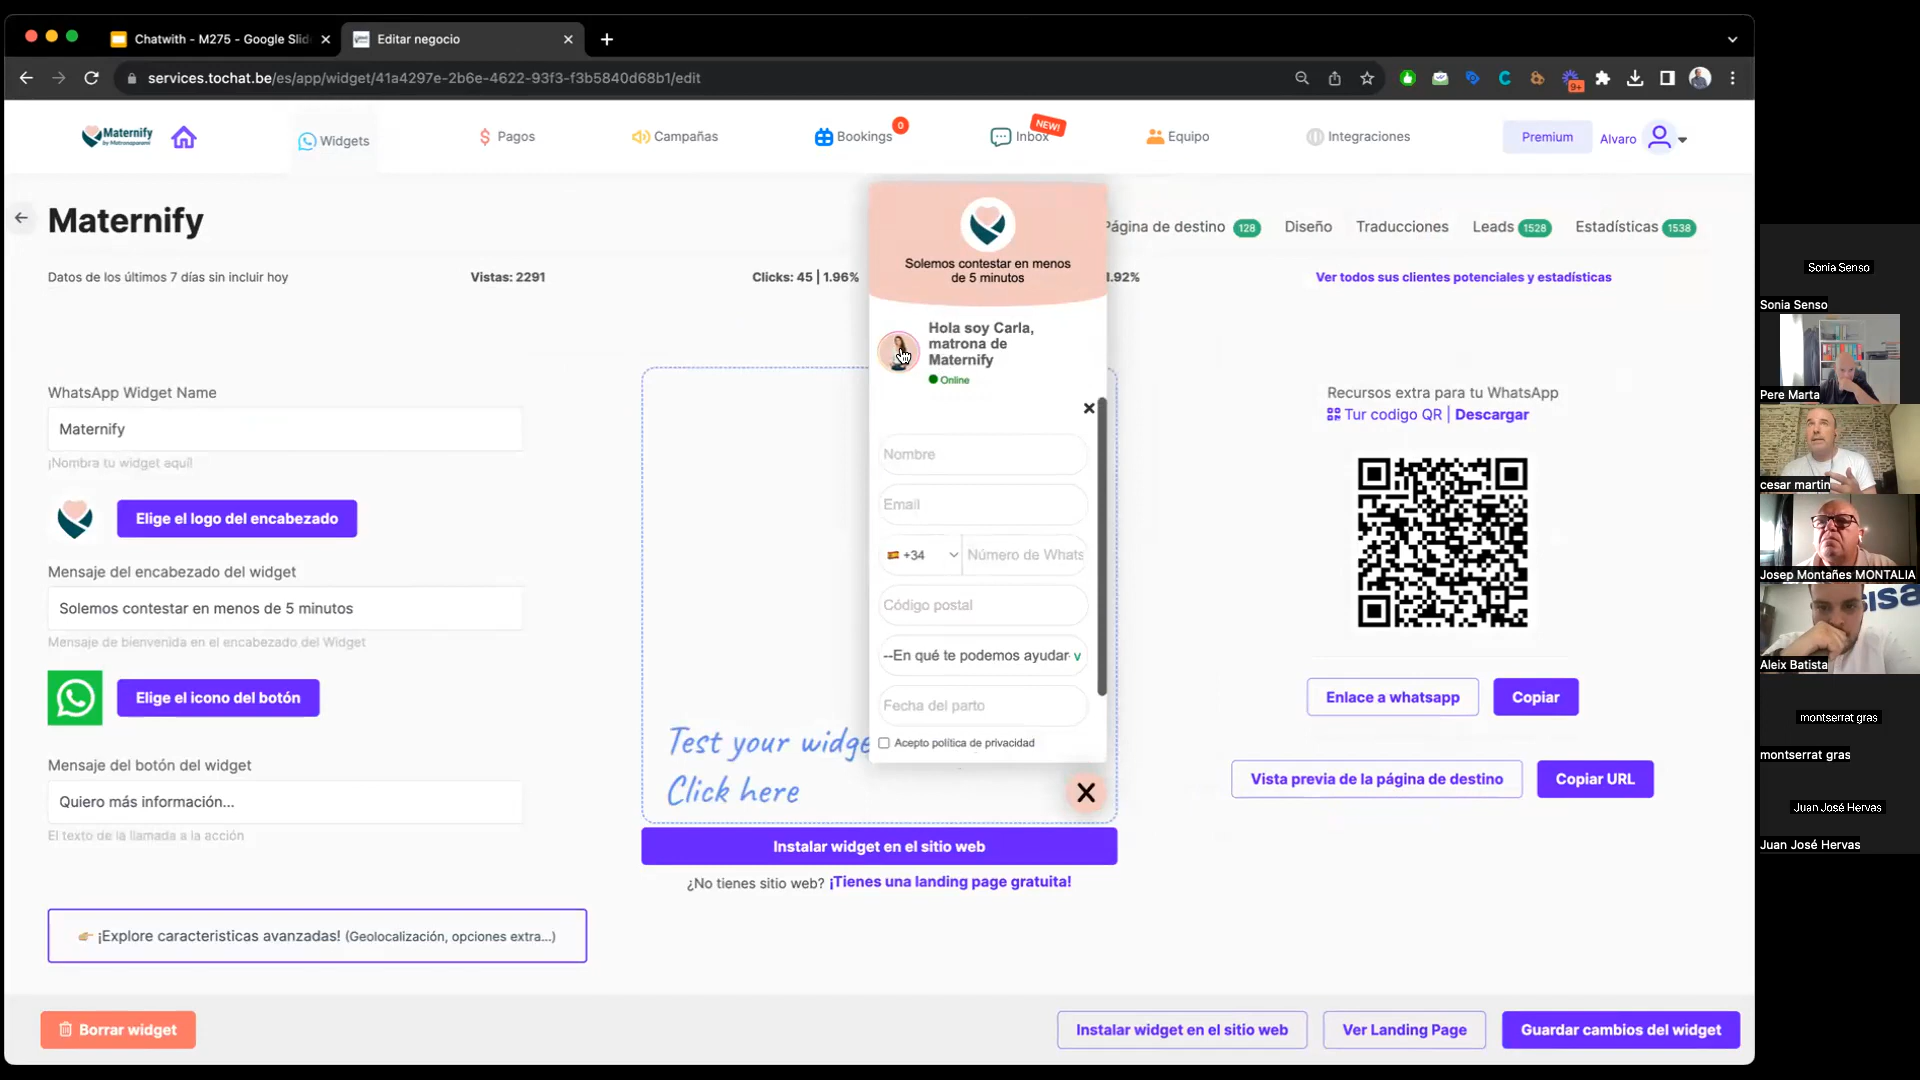 Chatwith - M275 - Google Slid
Editar negocio
services.tochat.be/es/app/widget/41a4297e-2b6e-4622-93f3-f3b5840d68b1/edit
9+
Maternify
by Matronapanami
Widgets
Pagos
Campañas
Bookings
0
Inbox
NEW!
Equipo
Integraciones
Premium
Alvaro
Maternify
Página de destino 128
Diseño
Traducciones
Leads 1528
Estadísticas 1538
Datos de los últimos 7 días sin incluir hoy
Vistas: 2291
Clicks: 45 | 1.96%
1.92%
Ver todos sus clientes potenciales y estadísticas
WhatsApp Widget Name
Maternify
¡Nombra tu widget aquí!
Elige el logo del encabezado
Mensaje del encabezado del widget
Solemos contestar en menos de 5 minutos
Mensaje de bienvenida en el encabezado del Widget
Elige el icono del botón
Mensaje del botón del widget
Quiero más información...
El texto de la llamada a la acción
¡Explore caracteristicas avanzadas! (Geolocalización, opciones extra...)
Solemos contestar en menos
de 5 minutos
Hola soy Carla,
matrona de
Maternify
Online
Nombre
Email
+34
Número de Whats
Código postal
--En qué te podemos ayudar-
Fecha del parto
Acepto política de privacidad
Test your widge
Click here
X
Instalar widget en el sitio web
¿No tienes sitio web? ¡Tienes una landing page gratuita!
Recursos extra para tu WhatsApp
Tur codigo QR | Descargar
Enlace a whatsapp
Copiar
Vista previa de la página de destino
Copiar URL
Borrar widget
Instalar widget en el sitio web
Ver Landing Page
Guardar cambios del widget
Sonia Senso
Sonia Senso
Pere Marta
cesar martin
Josep Montañes MONTALIA
sisa
Aleix Batista
montserrat gras
montserrat gras
Juan José Hervas
Juan José Hervas